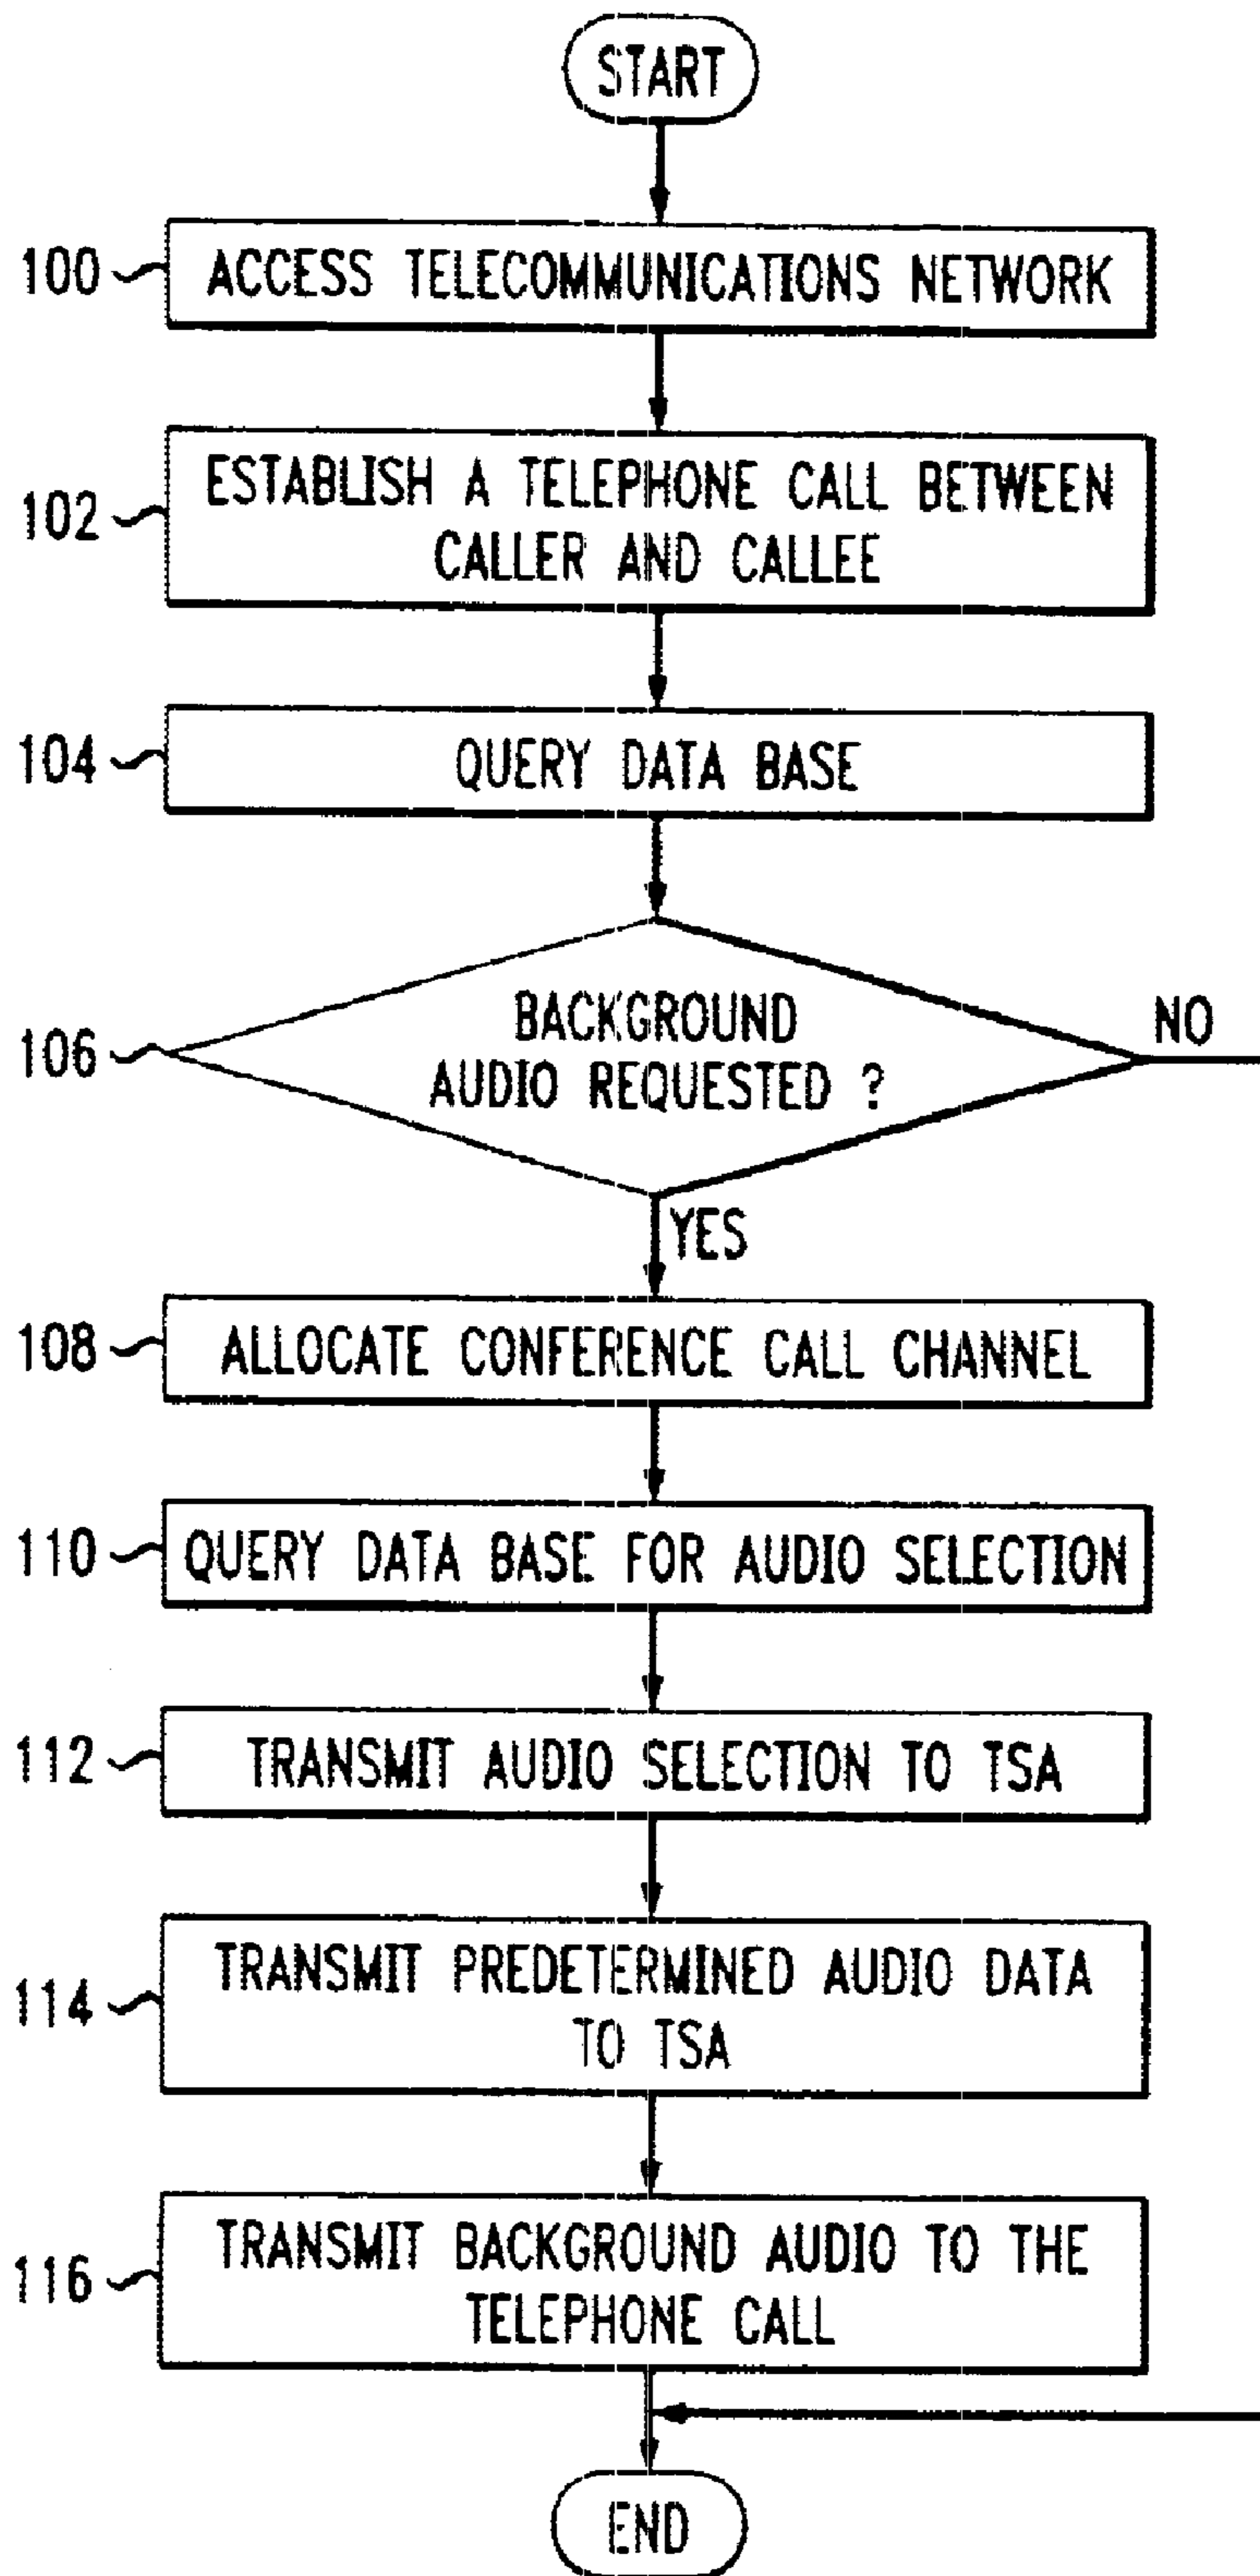 START
100
ACCESS TELECOMMUNICATIONS NETWORK
102
ESTABLISH A TELEPHONE CALL BETWEEN
CALLER AND CALLEE
104
QUERY DATA BASE
106
BACKGROUND
AUDIO REQUESTED ?
NO
YES
108
ALLOCATE CONFERENCE CALL CHANNEL
110
QUERY DATA BASE FOR AUDIO SELECTION
112
TRANSMIT AUDIO SELECTION TO TSA
114
TRANSMIT PREDETERMINED AUDIO DATA
TO TSA
116
TRANSMIT BACKGROUND AUDIO TO THE
TELEPHONE CALL
END